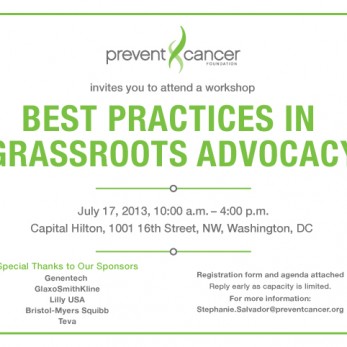 prevent cancer
FOUNDATION
invites you to attend a workshop
BEST PRACTICES IN
GRASSROOTS ADVOCACY
July 17, 2013, 10:00 a.m. – 4:00 p.m.
Capital Hilton, 1001 16th Street, NW, Washington, DC
Special Thanks to Our Sponsors
Genentech
GlaxoSmithKline
Lilly USA
Bristol-Myers Squibb
Teva
Registration form and agenda attached
Reply early as capacity is limited.
For more information:
Stephanie.Salvador@preventcancer.org